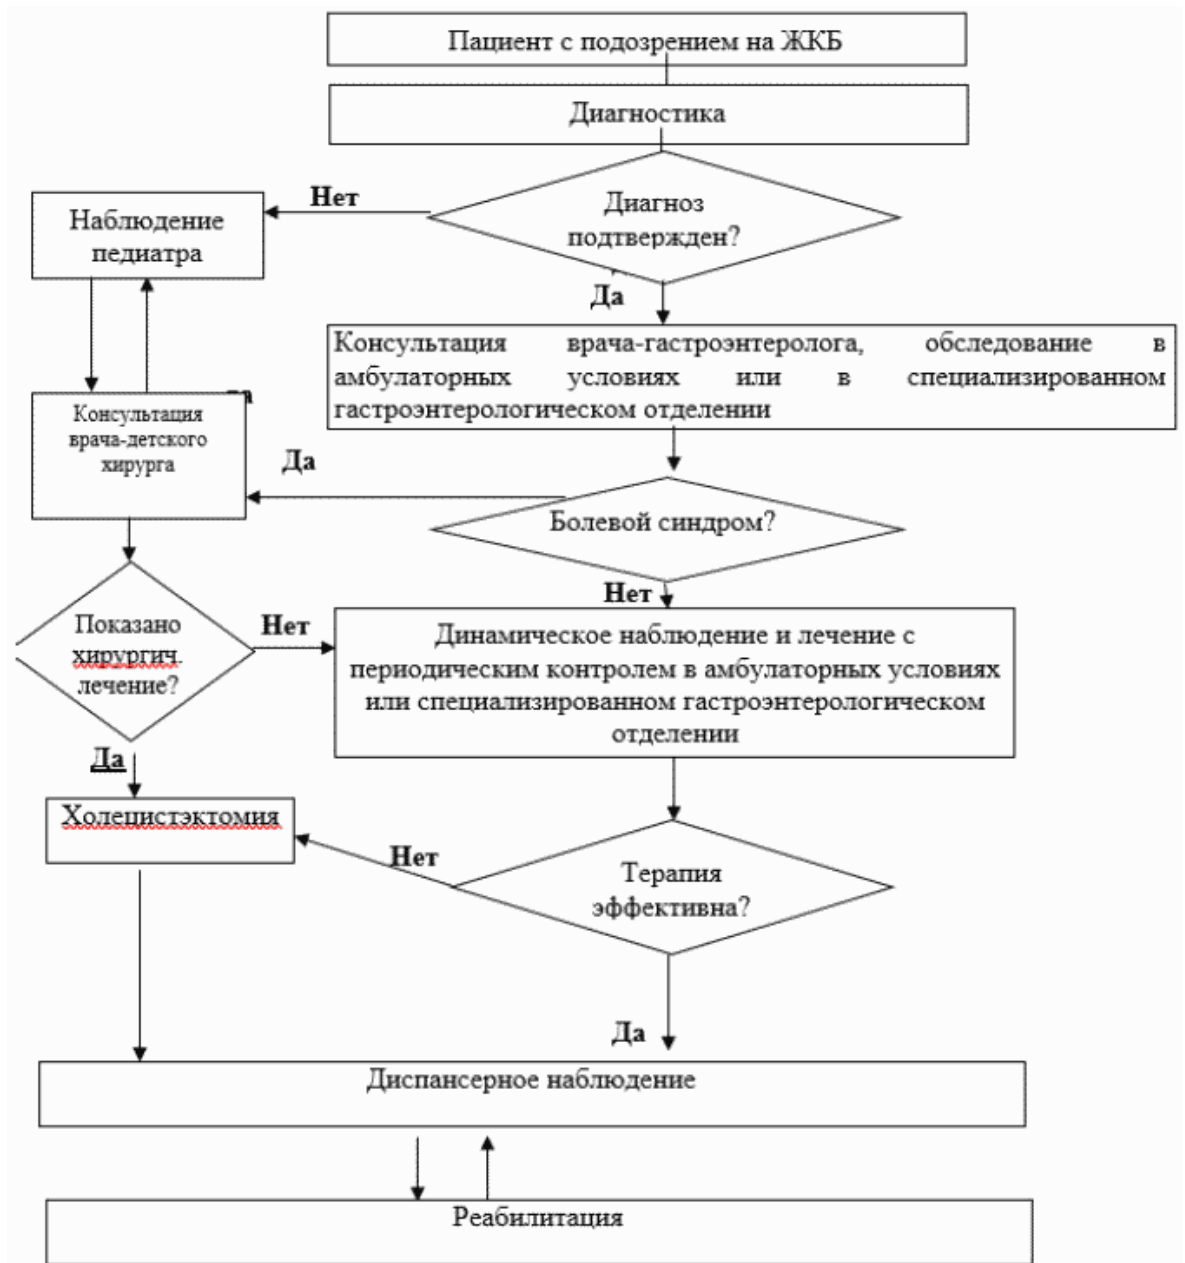 Пациент с подозрением на ЖКБ
Диагностика
Нет
Диагноз
подтвержден?
Наблюдение
педиатра
Да
Консультация врача-гастроэнтеролога, обследование в
амбулаторных условиях или в специализированном
гастроэнтерологическом отделении
Консультация
врача-детского
хирурга
Да
Болевой синдром?
Нет
Показано
хирургич.
лечение?
Нет
Динамическое наблюдение и лечение с
периодическим контролем в амбулаторных условиях
или специализированном гастроэнтерологическом
отделении
Да
Холецистэктомия
Нет
Терапия
эффективна?
Да
Диспансерное наблюдение
Реабилитация